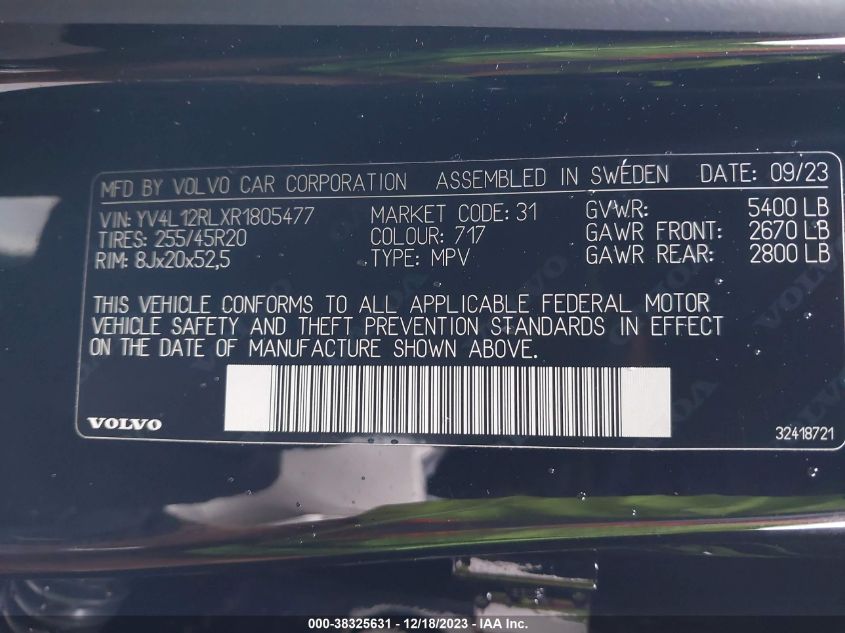 MFD BY VOLVO CAR CORPORATION ASSEMBLED IN SWEDEN DATE: 09/23
VIN: YV4L12RLXR1805477 MARKET CODE: 31 GVWR: 5400 LB
TIRES: 255/45R20 COLOUR: 717 GAWR FRONT: 2670 LB
RIM: 8Jx20x52,5 TYPE: MPV GAWR REAR: 2800 LB
THIS VEHICLE CONFORMS TO ALL APPLICABLE FEDERAL MOTOR
VEHICLE SAFETY AND THEFT PREVENTION STANDARDS IN EFFECT
ON THE DATE OF MANUFACTURE SHOWN ABOVE.
VOLVO
32418721
000-38325631 - 12/18/2023 - IAA Inc.